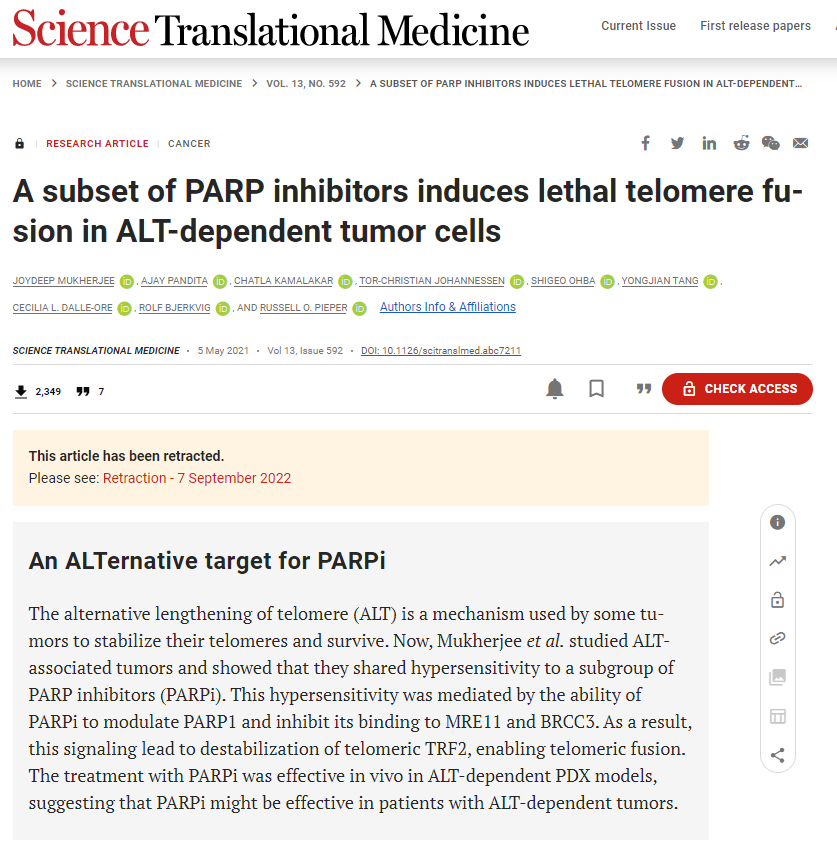 Science Translational Medicine
Current Issue First release papers
HOME > SCIENCE TRANSLATIONAL MEDICINE > VOL. 13, NO. 592 > A SUBSET OF PARP INHIBITORS INDUCES LETHAL TELOMERE FUSION IN ALT-DEPENDENT…
RESEARCH ARTICLE | CANCER
A subset of PARP inhibitors induces lethal telomere fu-
sion in ALT-dependent tumor cells
JOYDEEP MUKHERJEE iD, AJAY PANDITA iD, CHATLA KAMALAKAR iD, TOR-CHRISTIAN JOHANNESSEN iD, SHIGEO OHBA iD, YONGJIAN TANG iD,
CECILIA L. DALLE-ORE iD, ROLF BJERKVIG iD, AND RUSSELL O. PIEPER iD Authors Info & Affiliations
SCIENCE TRANSLATIONAL MEDICINE • 5 May 2021 • Vol 13, Issue 592 • DOI: 10.1126/scitranslmed.abc7211
2,349 7 CHECK ACCESS
This article has been retracted.
Please see: Retraction - 7 September 2022
An ALTernative target for PARPi
The alternative lengthening of telomere (ALT) is a mechanism used by some tu-
mors to stabilize their telomeres and survive. Now, Mukherjee et al. studied ALT-
associated tumors and showed that they shared hypersensitivity to a subgroup of
PARP inhibitors (PARPi). This hypersensitivity was mediated by the ability of
PARPi to modulate PARP1 and inhibit its binding to MRE11 and BRCC3. As a result,
this signaling lead to destabilization of telomeric TRF2, enabling telomeric fusion.
The treatment with PARPi was effective in vivo in ALT-dependent PDX models,
suggesting that PARPi might be effective in patients with ALT-dependent tumors.